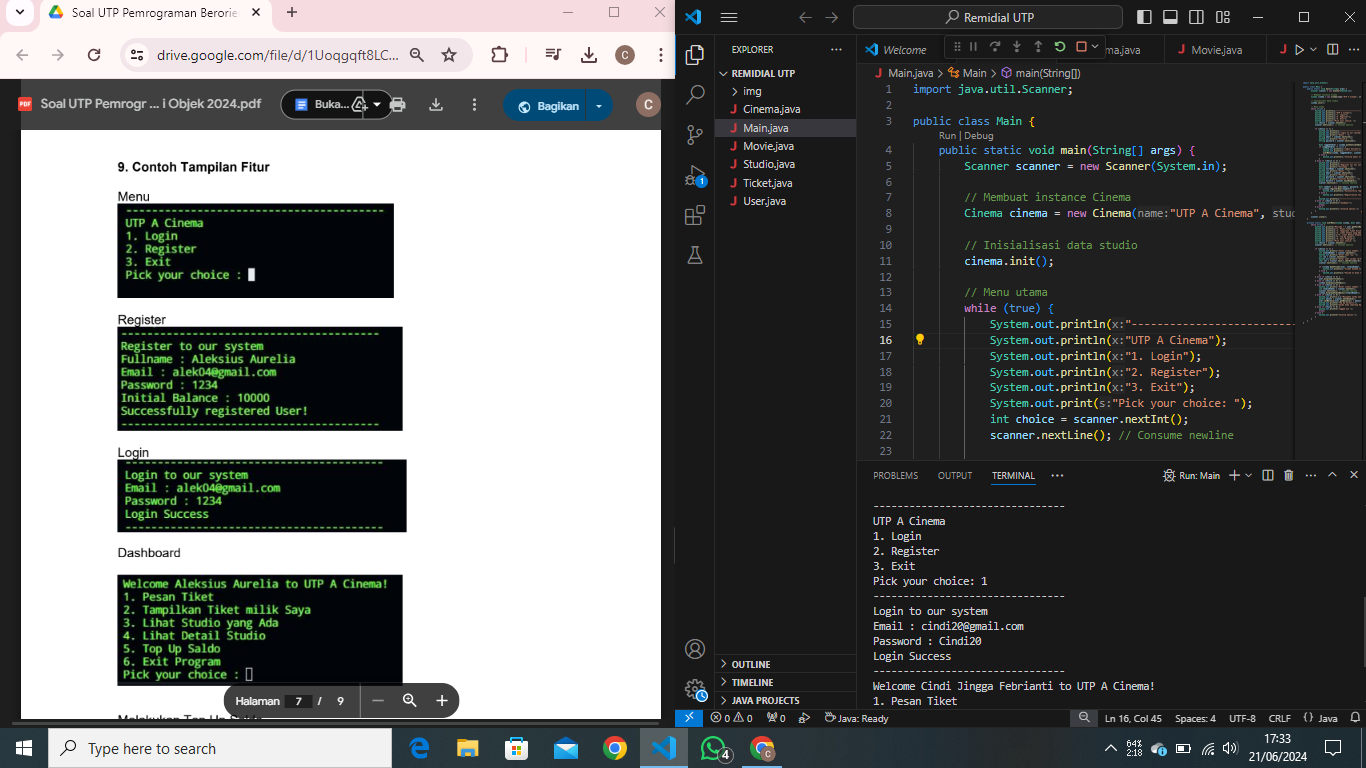 Soal UTP Pemrograman Berorie
drive.google.com/file/d/1Uoqgqft8LC...
C
PDF
Soal UTP Pemrogr ... i Objek 2024.pdf
Buka...
Bagikan
C
9. Contoh Tampilan Fitur
Menu
----------------------------------------
UTP A Cinema
1. Login
2. Register
3. Exit
Pick your choice :
Register
----------------------------------------
Register to our system
Fullname : Aleksius Aurelia
Email : alek04@gmail.com
Password : 1234
Initial Balance : 10000
Successfully registered User!
----------------------------------------
Login
----------------------------------------
Login to our system
Email : alek04@gmail.com
Password : 1234
Login Success
----------------------------------------
Dashboard
Welcome Aleksius Aurelia to UTP A Cinema!
1. Pesan Tiket
2. Tampilkan Tiket milik Saya
3. Lihat Studio yang Ada
4. Lihat Detail Studio
5. Top Up Saldo
6. Exit Program
Pick your choice :
Halaman 7 / 9
Remidial UTP
EXPLORER
REMIDIAL UTP
img
J Cinema.java
J Main.java
J Movie.java
J Studio.java
J Ticket.java
J User.java
OUTLINE
TIMELINE
JAVA PROJECTS
1
Welcome
ma.java
J Movie.java
J
J Main.java > Main > main(String[])
1 import java.util.Scanner;
2
3 public class Main {
Run | Debug
4 public static void main(String[] args) {
5 Scanner scanner = new Scanner(System.in);
6
7 // Membuat instance Cinema
8 Cinema cinema = new Cinema(name:"UTP A Cinema", stud
9
10 // Inisialisasi data studio
11 cinema.init();
12
13 // Menu utama
14 while (true) {
15 System.out.println(x:"-------------------------
16 System.out.println(x:"UTP A Cinema");
17 System.out.println(x:"1. Login");
18 System.out.println(x:"2. Register");
19 System.out.println(x:"3. Exit");
20 System.out.print(s:"Pick your choice: ");
21 int choice = scanner.nextInt();
22 scanner.nextLine(); // Consume newline
23
PROBLEMS OUTPUT TERMINAL ... Run: Main
------------------------------
UTP A Cinema
1. Login
2. Register
3. Exit
Pick your choice: 1
------------------------------
Login to our system
Email : cindi20@gmail.com
Password : Cindi20
Login Success
------------------------------
Welcome Cindi Jingga Febrianti to UTP A Cinema!
1. Pesan Tiket
0 0 0 Java: Ready
Ln 16, Col 45 Spaces: 4 UTF-8 CRLF {} Java
Type here to search
4
C
64%
2:18
17:33
21/06/2024